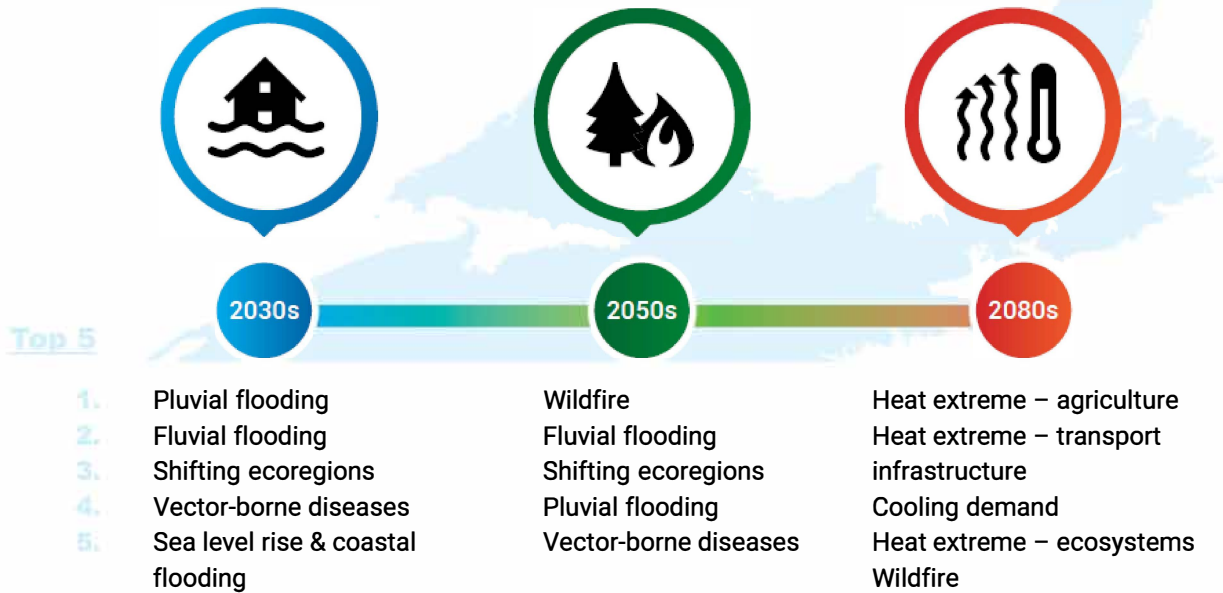 2030s
2050s
2080s
Top 5
1.
2.
3.
4.
5.
Pluvial flooding
Fluvial flooding
Shifting ecoregions
Vector-borne diseases
Sea level rise & coastal
flooding
Wildfire
Fluvial flooding
Shifting ecoregions
Pluvial flooding
Vector-borne diseases
Heat extreme – agriculture
Heat extreme – transport
infrastructure
Cooling demand
Heat extreme – ecosystems
Wildfire